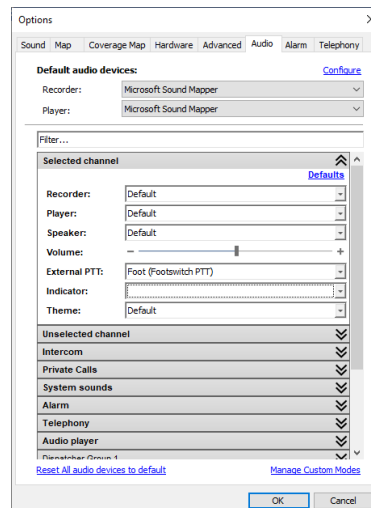 Options
Sound Map Coverage Map Hardware Advanced Audio Alarm Telephony
Default audio devices: Configure
Recorder: Microsoft Sound Mapper
Player: Microsoft Sound Mapper
Filter...
Selected channel
Defaults
Recorder: Default
Player: Default
Speaker: Default
Volume: − +
External PTT: Foot (Footswitch PTT)
Indicator:
Theme: Default
Unselected channel
Intercom
Private Calls
System sounds
Alarm
Telephony
Audio player
Dispatcher Group 1
Reset All audio devices to default Manage Custom Modes
OK Cancel